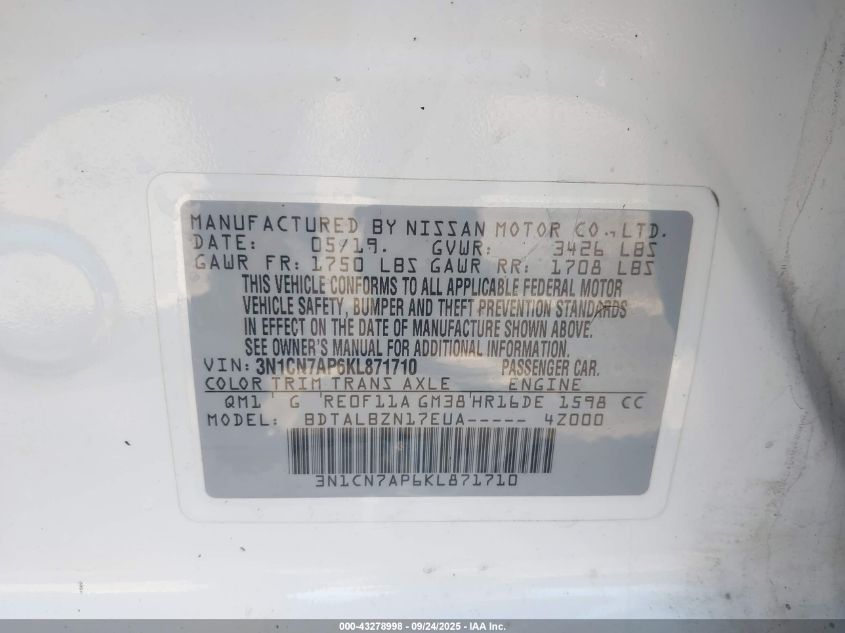 MANUFACTURED BY NISSAN MOTOR CO., LTD.
DATE: 05/19. GVWR: 3426 LBS
GAWR FR: 1750 LBS GAWR RR: 1708 LBS
THIS VEHICLE CONFORMS TO ALL APPLICABLE FEDERAL MOTOR
VEHICLE SAFETY, BUMPER AND THEFT PREVENTION STANDARDS
IN EFFECT ON THE DATE OF MANUFACTURE SHOWN ABOVE.
SEE OWNER'S MANUAL FOR ADDITIONAL INFORMATION.
VIN: 3N1CN7AP6KL871710 PASSENGER CAR.
COLOR TRIM TRANS AXLE ENGINE
QM1 G RE0F11A GM38 HR16DE 1598 CC
MODEL: BDTALBZN17EUA----- 4Z000
3N1CN7AP6KL871710
000-43278998 - 09/24/2025 - IAA Inc.